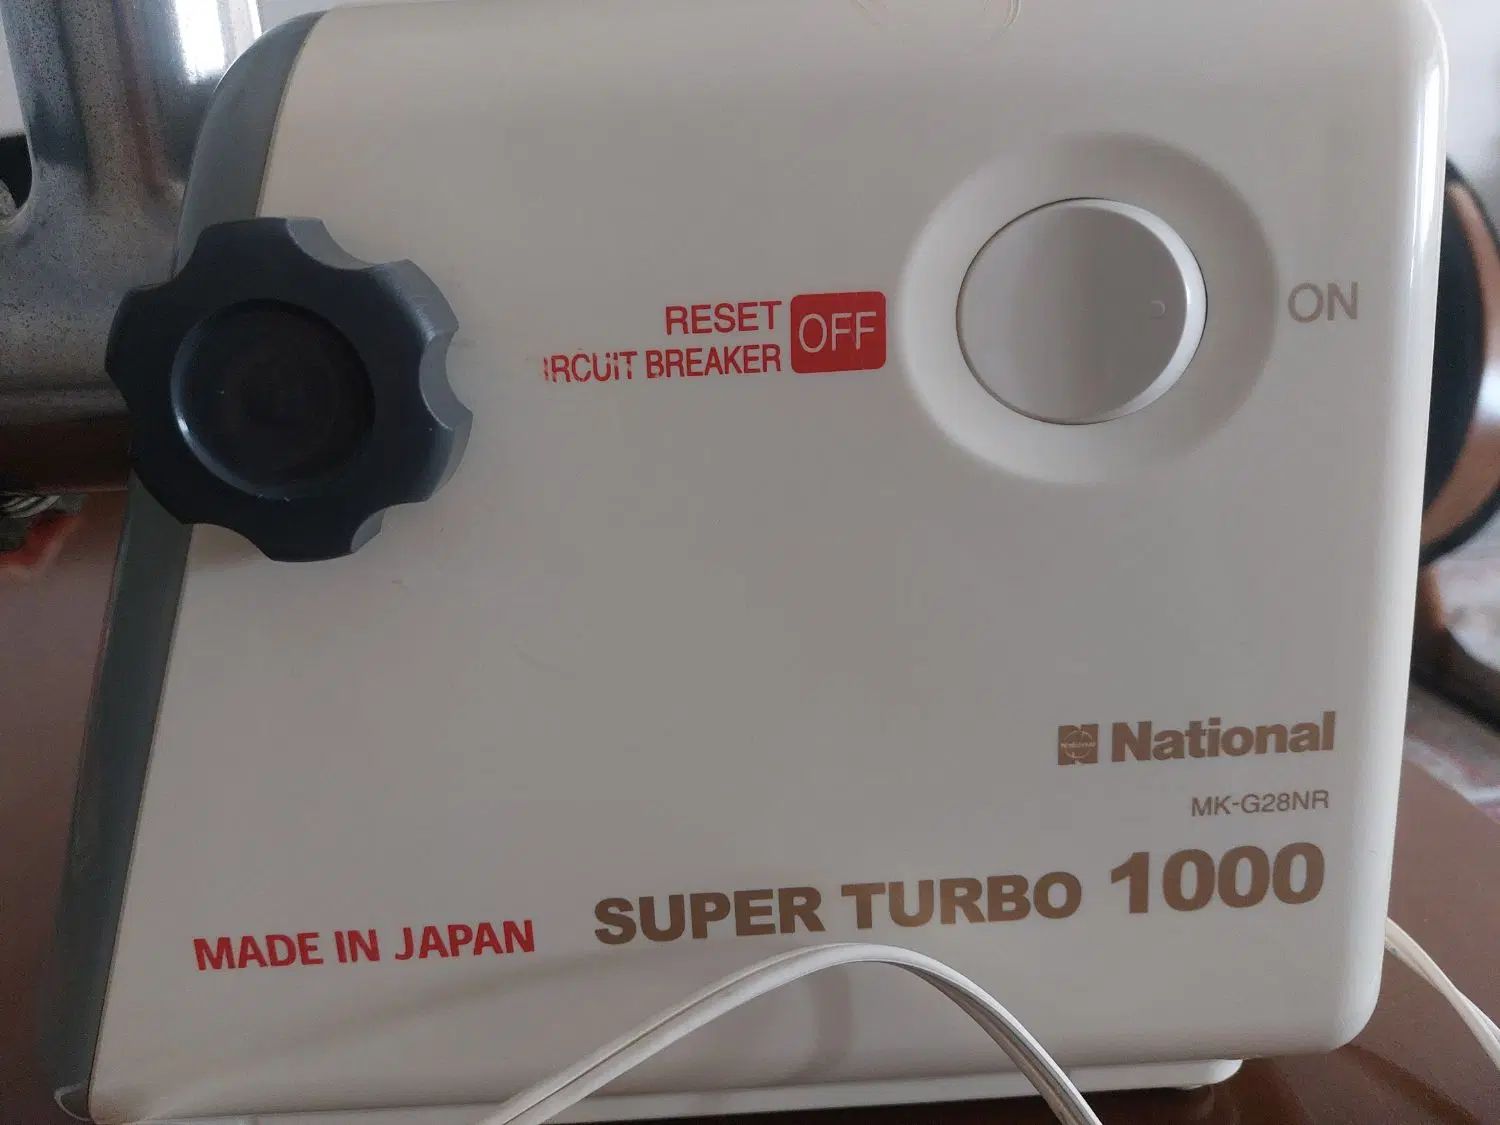 RESET
IRCUIT BREAKER
OFF
ON
National
MK-G28NR
SUPER TURBO 1000
MADE IN JAPAN